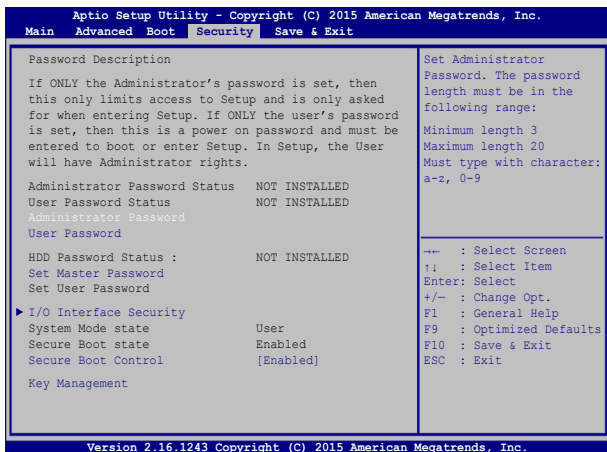 Aptio Setup Utility - Copyright (C) 2015 American Megatrends, Inc.
Main Advanced Boot Security Save & Exit
Password Description
If ONLY the Administrator's password is set, then
this only limits access to Setup and is only asked
for when entering Setup. If ONLY the user's password
is set, then this is a power on password and must be
entered to boot or enter Setup. In Setup, the User
will have Administrator rights.
Administrator Password Status NOT INSTALLED
User Password Status NOT INSTALLED
Administrator Password
User Password
HDD Password Status : NOT INSTALLED
Set Master Password
Set User Password
I/O Interface Security
System Mode state User
Secure Boot state Enabled
Secure Boot Control [Enabled]
Key Management
Set Administrator
Password. The password
length must be in the
following range:
Minimum length 3
Maximum length 20
Must type with character:
a-z, 0-9
→← : Select Screen
↑↓ : Select Item
Enter: Select
+/— : Change Opt.
F1 : General Help
F9 : Optimized Defaults
F10 : Save & Exit
ESC : Exit
Version 2.16.1243 Copyright (C) 2015 American Megatrends, Inc.